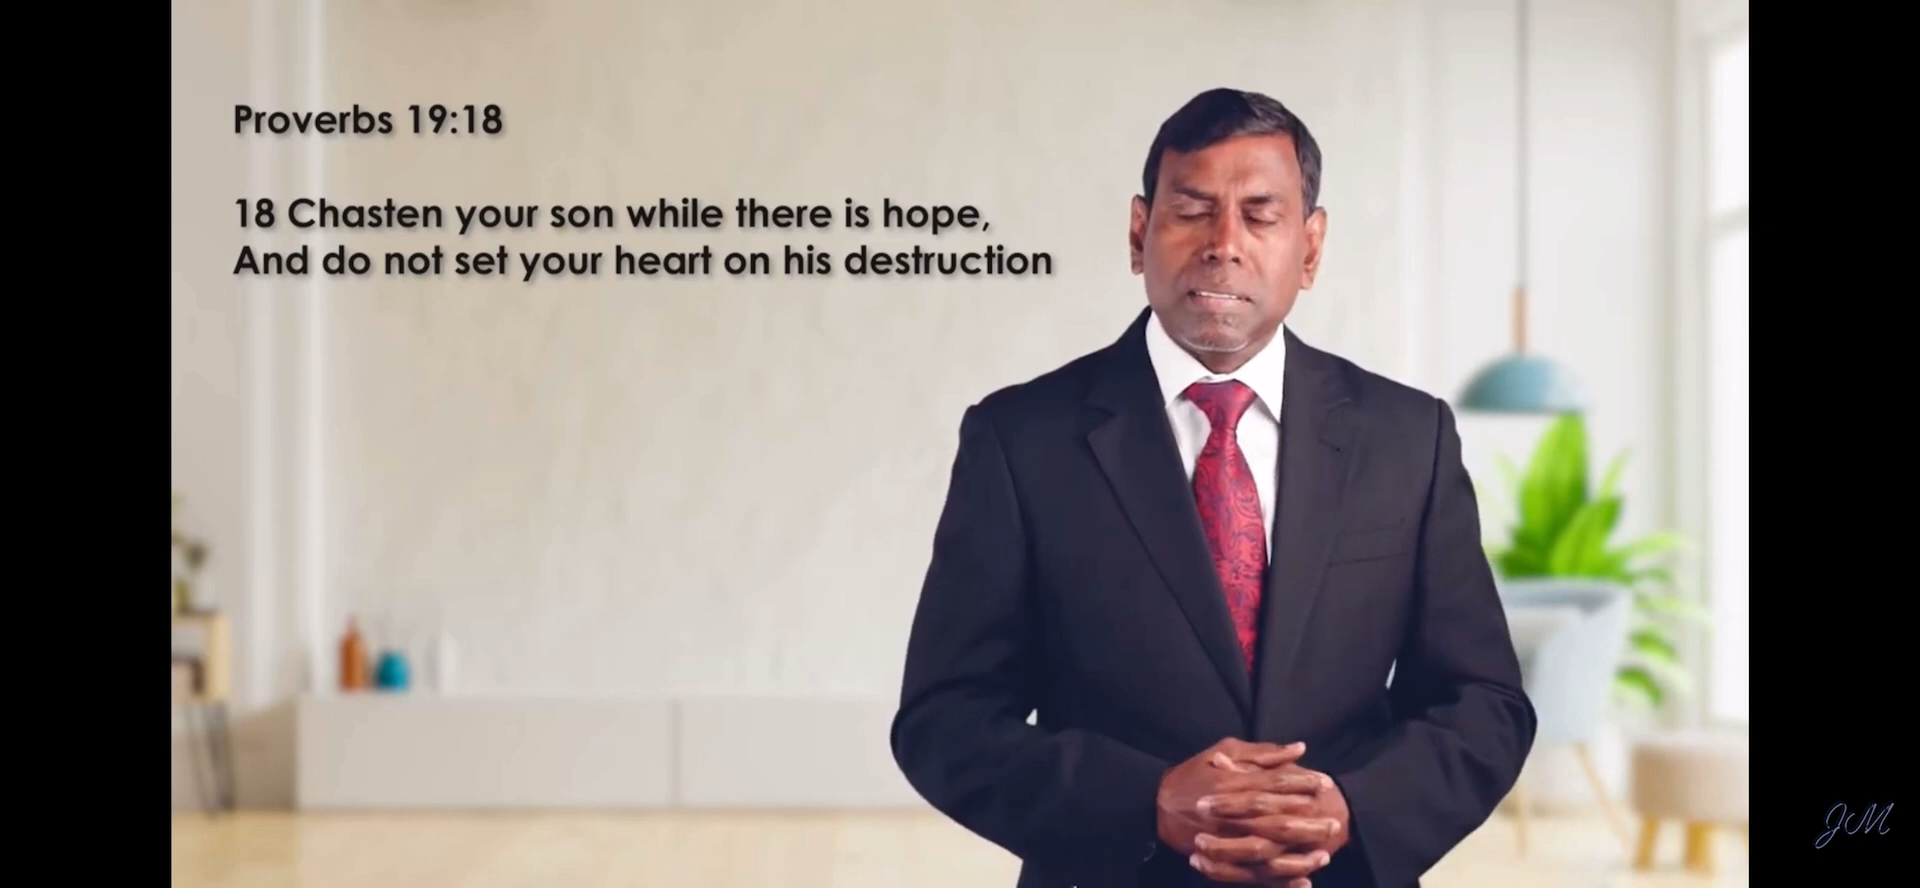 Proverbs 19:18
18 Chasten your son while there is hope,
And do not set your heart on his destruction
JM